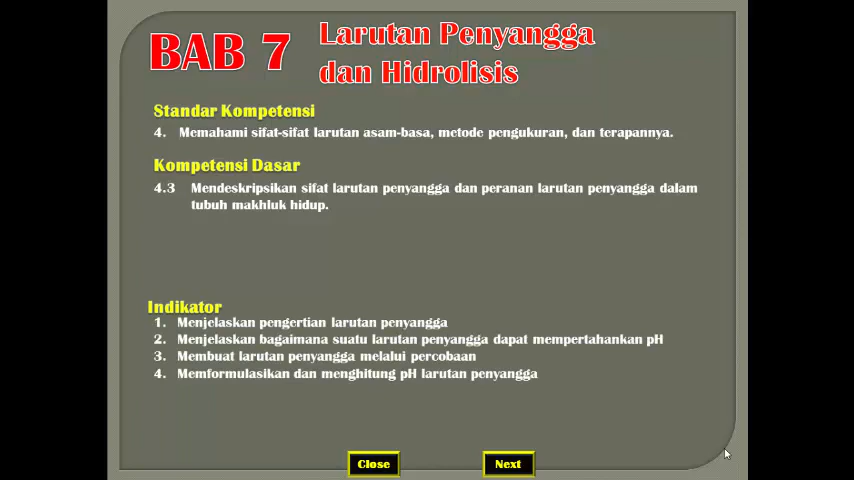 BAB 7
Larutan Penyangga
dan Hidrolisis
Standar Kompetensi
4. Memahami sifat-sifat larutan asam-basa, metode pengukuran, dan terapannya.
Kompetensi Dasar
4.3 Mendeskripsikan sifat larutan penyangga dan peranan larutan penyangga dalam
tubuh makhluk hidup.
Indikator
1. Menjelaskan pengertian larutan penyangga
2. Menjelaskan bagaimana suatu larutan penyangga dapat mempertahankan pH
3. Membuat larutan penyangga melalui percobaan
4. Memformulasikan dan menghitung pH larutan penyangga
Close
Next